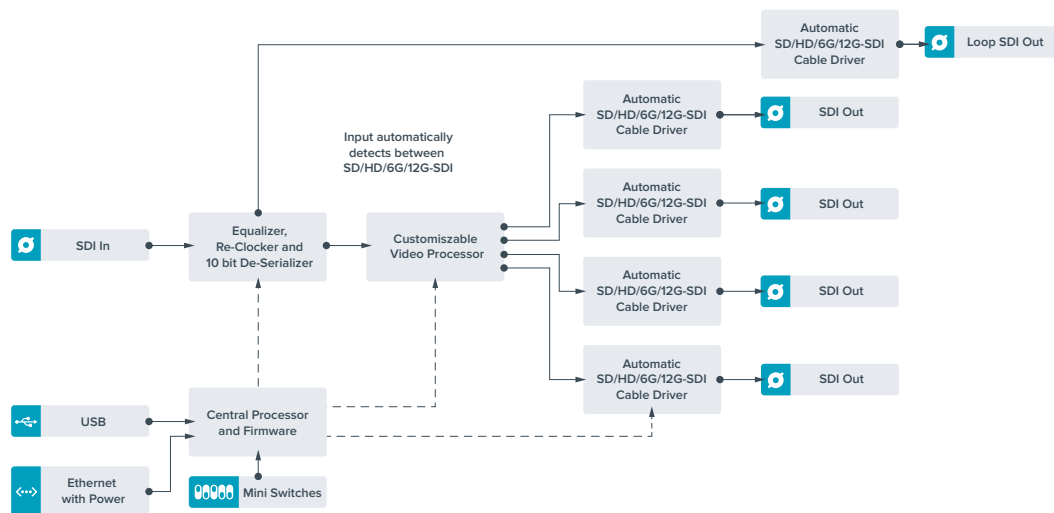 Automatic
SD/HD/6G/12G-SDI
Cable Driver
Loop SDI Out
Automatic
SD/HD/6G/12G-SDI
Cable Driver
SDI Out
Input automatically
detects between
SD/HD/6G/12G-SDI
Automatic
SD/HD/6G/12G-SDI
Cable Driver
SDI Out
SDI In
Equalizer,
Re-Clocker and
10 bit De-Serializer
Customiszable
Video Processor
Automatic
SD/HD/6G/12G-SDI
Cable Driver
SDI Out
Automatic
SD/HD/6G/12G-SDI
Cable Driver
SDI Out
USB
Central Processor
and Firmware
Ethernet
with Power
Mini Switches